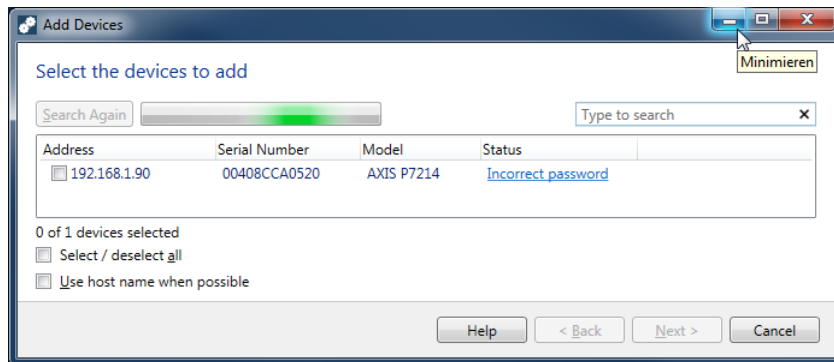 Add Devices
Minimieren
Select the devices to add
Search Again
Type to search
Address Serial Number Model Status
192.168.1.90 00408CCA0520 AXIS P7214 Incorrect password
0 of 1 devices selected
Select / deselect all
Use host name when possible
Help < Back Next > Cancel